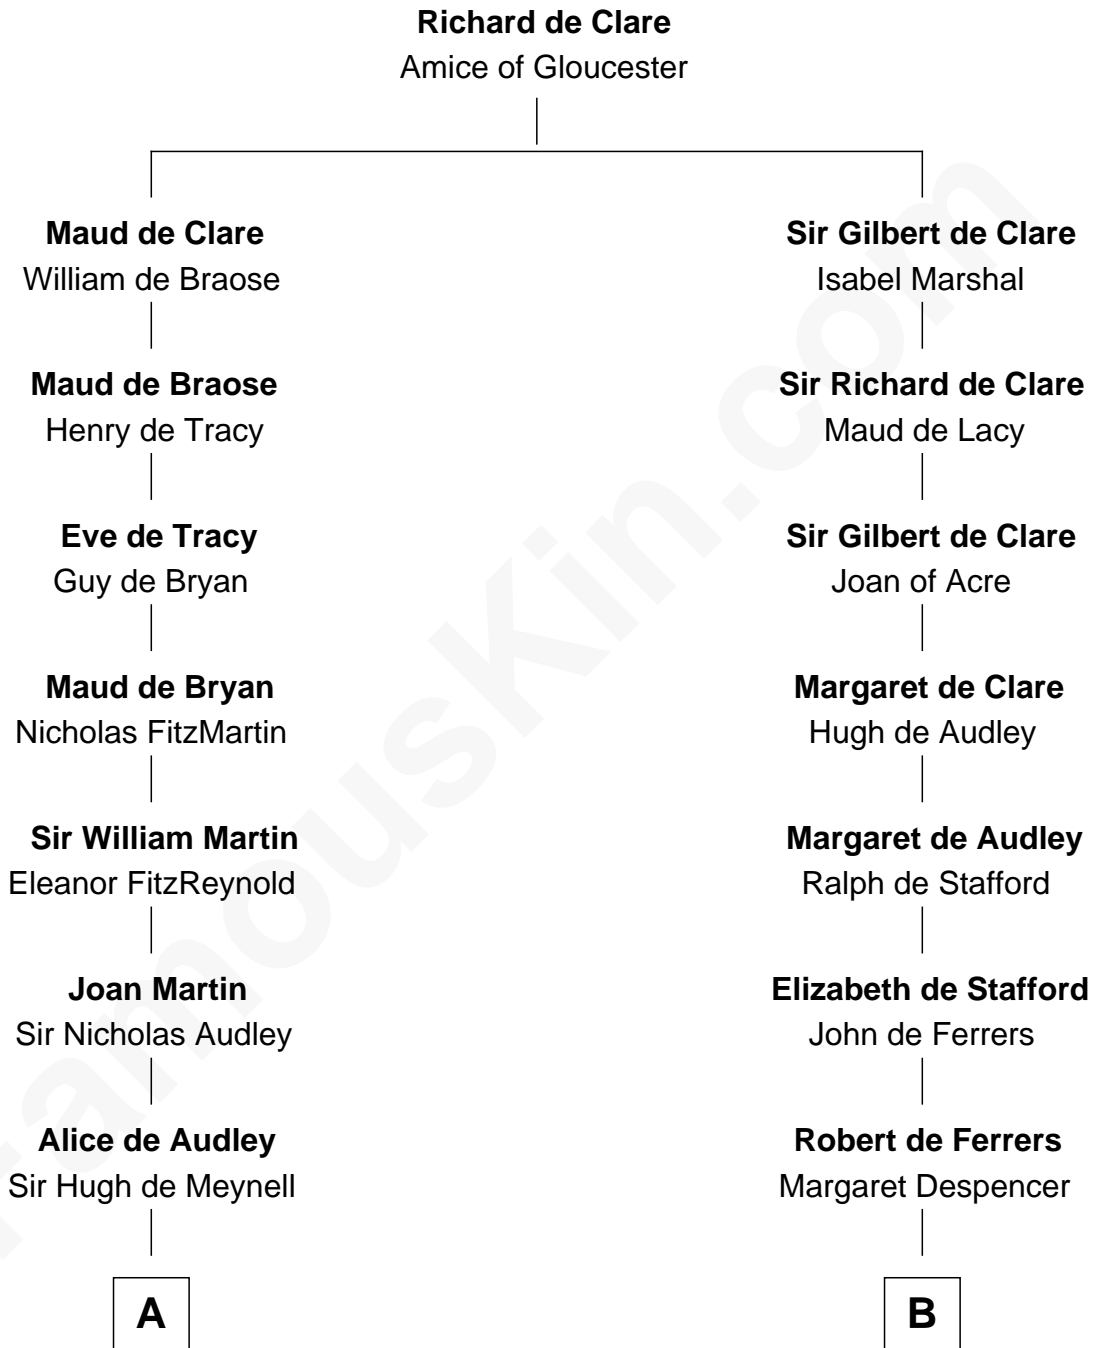 Richard de Clare
Amice of Gloucester
Maud de Clare
William de Braose
Sir Gilbert de Clare
Isabel Marshal
Maud de Braose
Henry de Tracy
Sir Richard de Clare
Maud de Lacy
Eve de Tracy
Guy de Bryan
Sir Gilbert de Clare
Joan of Acre
Maud de Bryan
Nicholas FitzMartin
Margaret de Clare
Hugh de Audley
Sir William Martin
Eleanor FitzReynold
Margaret de Audley
Ralph de Stafford
Joan Martin
Sir Nicholas Audley
Elizabeth de Stafford
John de Ferrers
Alice de Audley
Sir Hugh de Meynell
Robert de Ferrers
Margaret Despencer
A
B
FamousKin.com